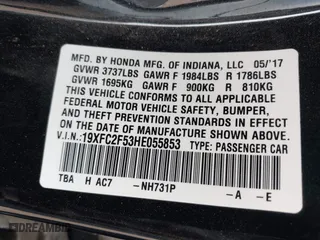 MFD. BY HONDA MFG. OF INDIANA, LLC 05/'17
GVWR 3737LBS GAWR F 1984LBS R 1786LBS
GVWR 1695KG GAWR F 900KG R 810KG
THIS VEHICLE CONFORMS TO ALL APPLICABLE
FEDERAL MOTOR VEHICLE SAFETY, BUMPER,
AND THEFT PREVENTION STANDARDS IN EFFECT
ON THE DATE OF MANUFACTURE SHOWN ABOVE.
V.I.N.: 19XFC2F53HE055853 TYPE: PASSENGER CAR
TBA H AC7 -NH731P -A -E